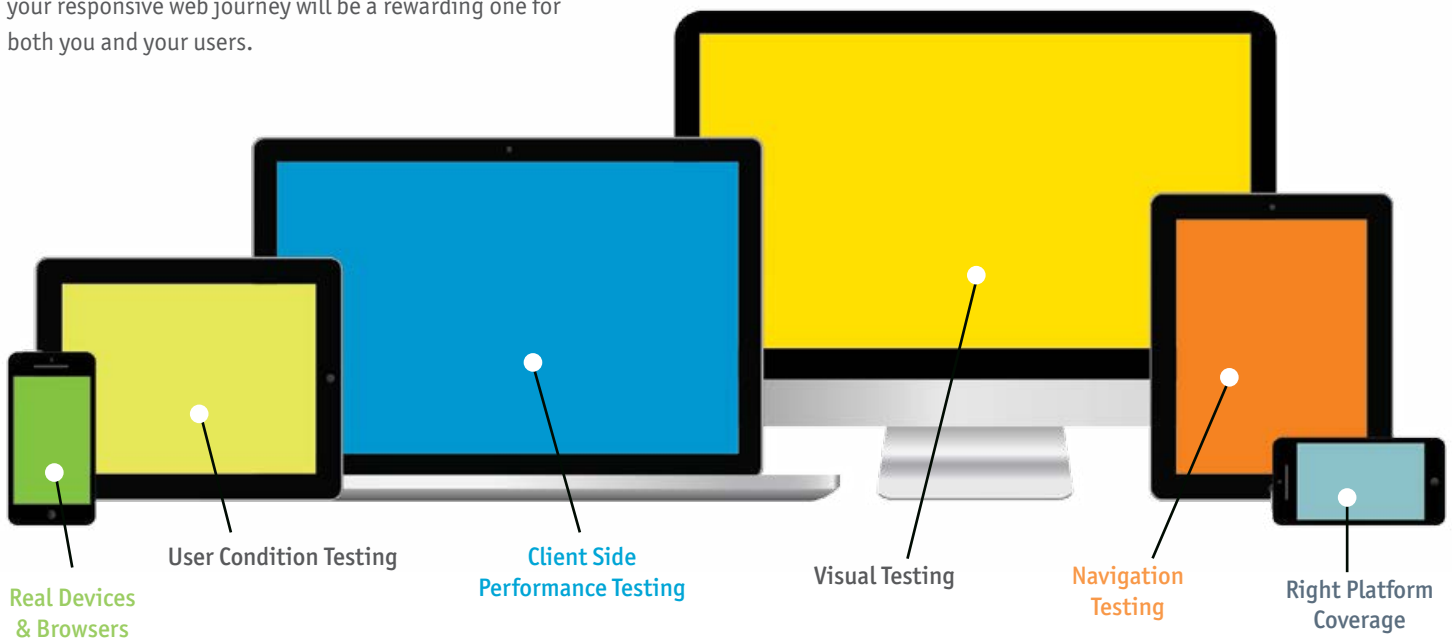 your responsive web journey will be a rewarding one for
both you and your users.
User Condition Testing
Client Side
Performance Testing
Visual Testing
Navigation
Testing
Right Platform
Coverage
Real Devices
& Browsers